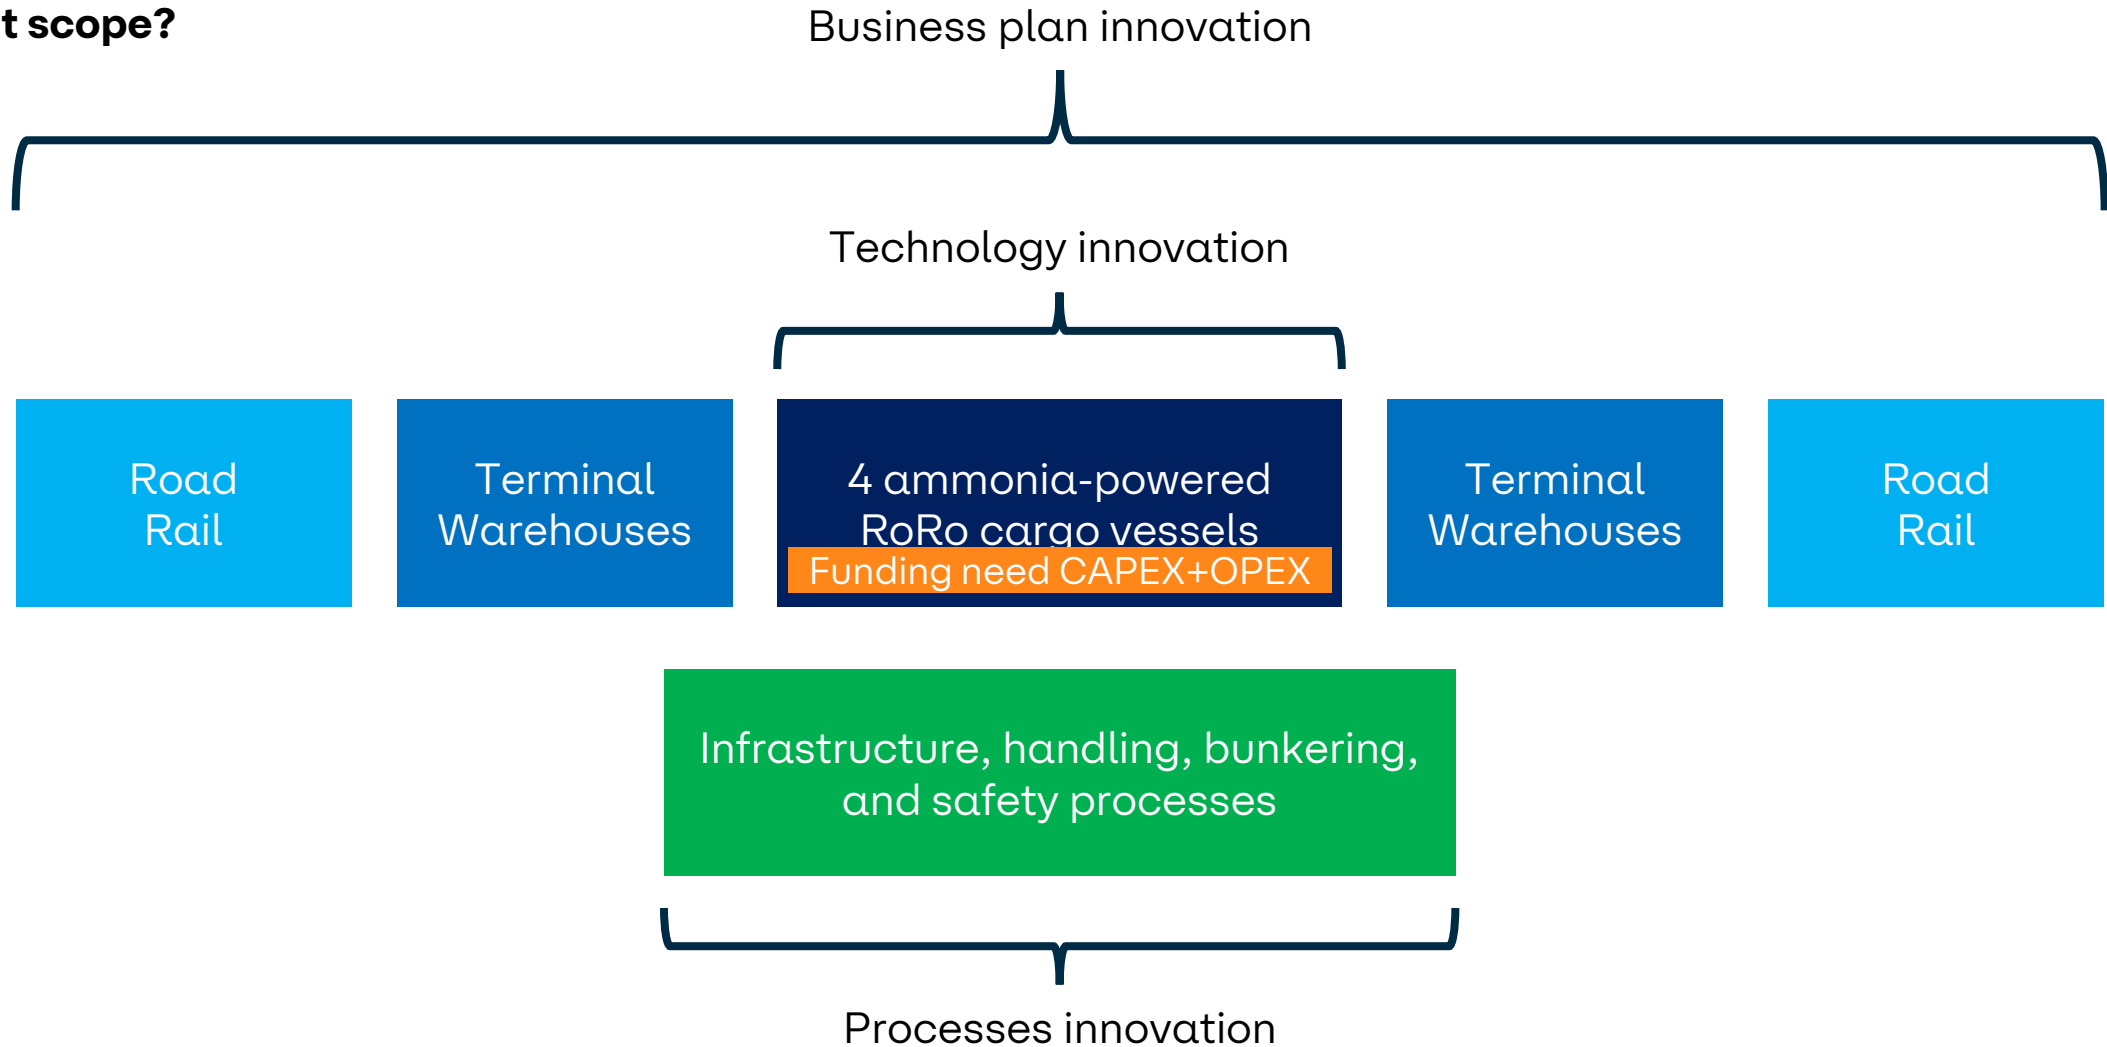 t scope?
Business plan innovation
Technology innovation
Road
Rail
Terminal
Warehouses
4 ammonia-powered
RoRo cargo vessels
Funding need CAPEX+OPEX
Terminal
Warehouses
Road
Rail
Infrastructure, handling, bunkering,
and safety processes
Processes innovation